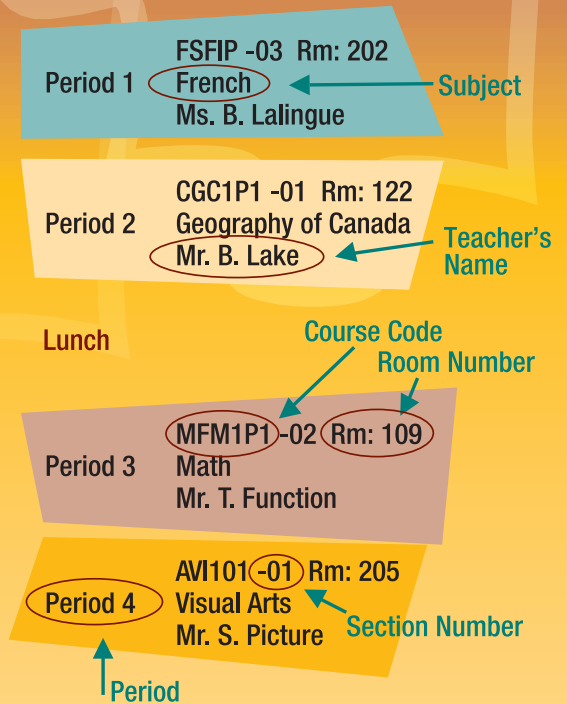 FSFIP -03 Rm: 202
Period 1 French Subject
Ms. B. Lalingue
CGC1P1 -01 Rm: 122
Period 2 Geography of Canada
Mr. B. Lake Teacher's
Name
Lunch
Course Code
Room Number
MFM1P1 -02 Rm: 109
Period 3 Math
Mr. T. Function
AVI101 -01 Rm: 205
Period 4 Visual Arts
Mr. S. Picture Section Number
Period